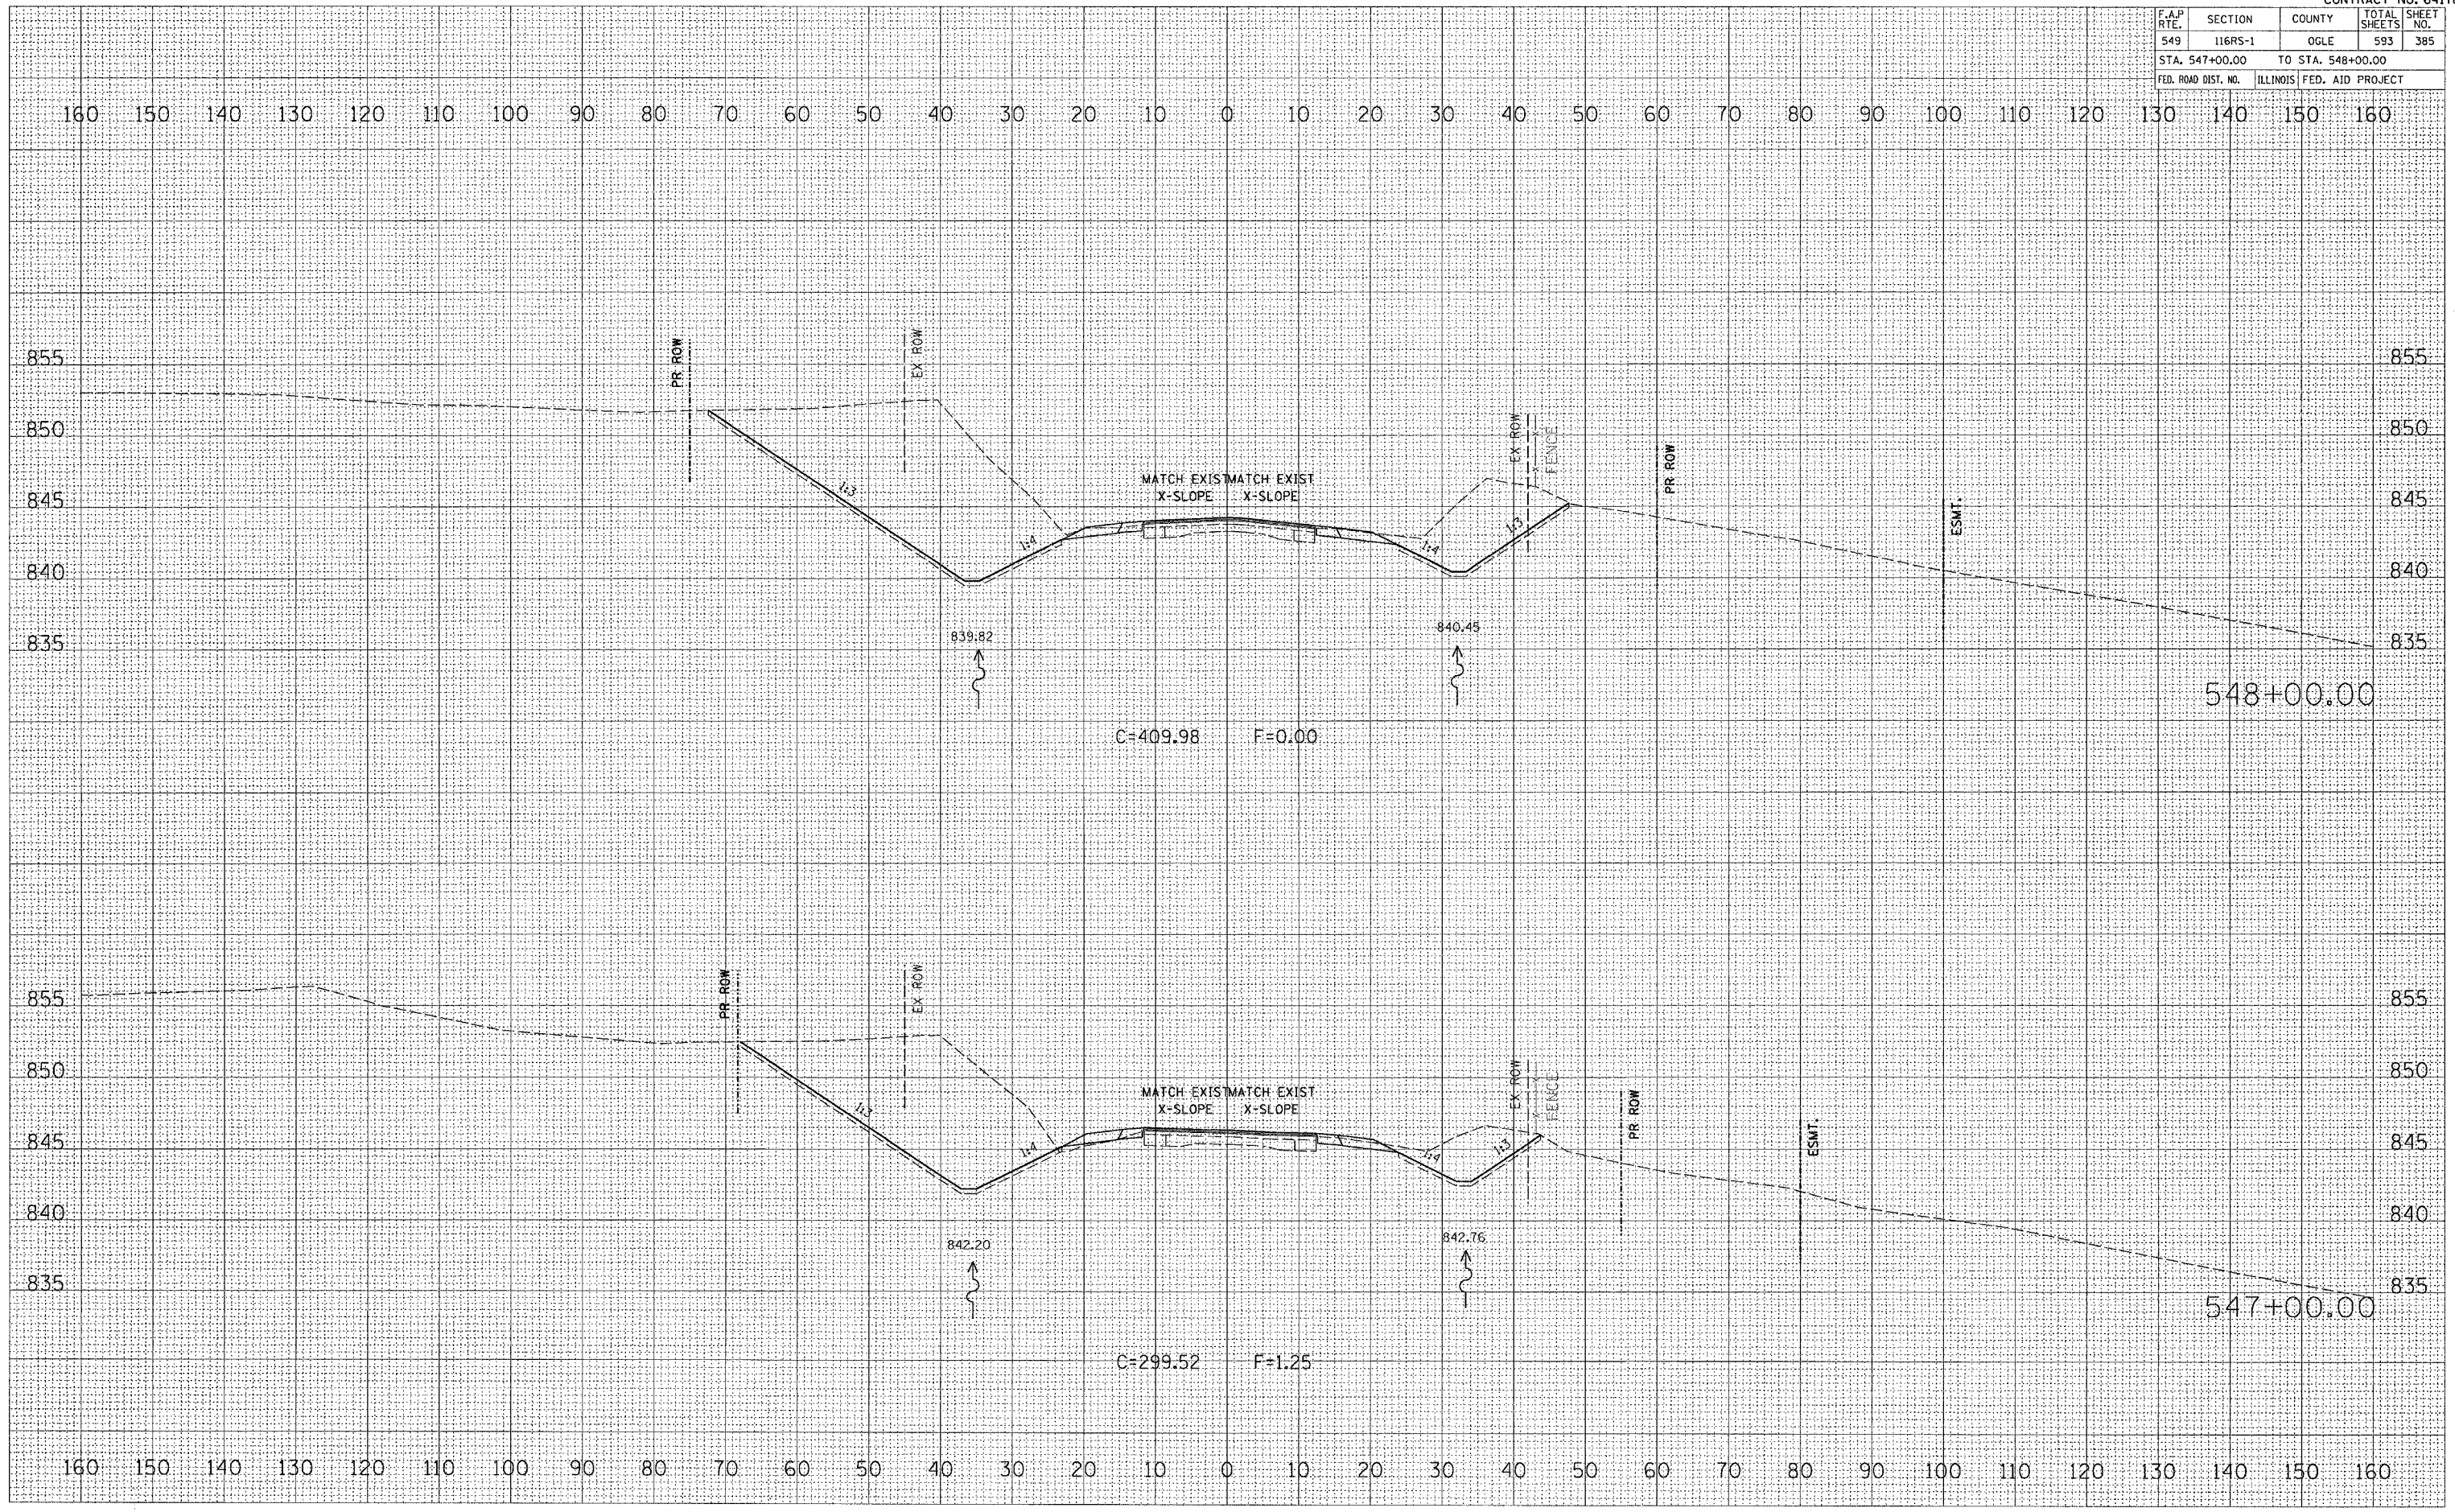 F.A.P RTE. SECTION COUNTY TOTAL SHEETS SHEET NO.
549 116RS-1 OGLE 593 385
STA. 547+00.00 TO STA. 548+00.00
FED. ROAD DIST. NO. ILLINOIS FED. AID PROJECT
160 150 140 130 120 110 100 90 80 70 60 50 40 30 20 10 0 10 20 30 40 50 60 70 80 90 100 110 120 130 140 150 160
PR ROW
EX ROW
855 855
EX ROW
FENCE
PR ROW
850 850
MATCH EXIST MATCH EXIST
X-SLOPE X-SLOPE
1:3
845 845
ESMT.
1:4 1:4 1:3
840 840
839.82 840.45
835 835
548+00.00
C=409.98 F=0.00
PR ROW
EX ROW
855 855
EX ROW
FENCE
850 850
MATCH EXIST MATCH EXIST
X-SLOPE X-SLOPE
1:3
PR ROW
ESMT.
845 845
1:4 1:4 1:3
840 840
842.20 842.76
835 835
547+00.00
C=299.52 F=1.25
160 150 140 130 120 110 100 90 80 70 60 50 40 30 20 10 0 10 20 30 40 50 60 70 80 90 100 110 120 130 140 150 160